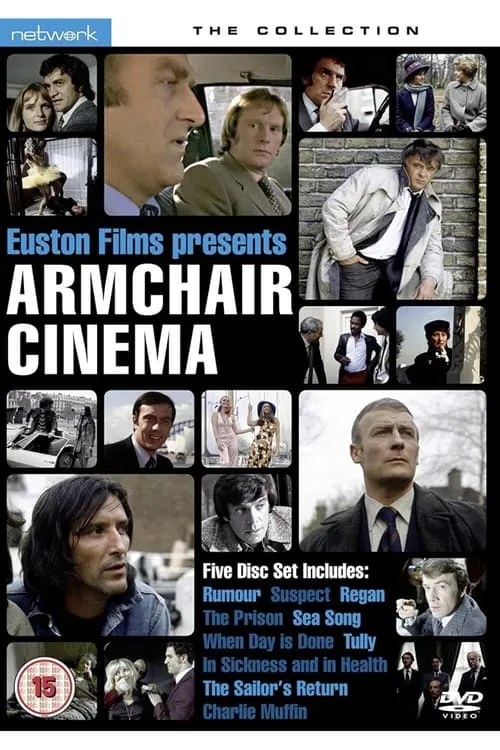 network
THE COLLECTION
Euston Films presents
ARMCHAIR
CINEMA
Five Disc Set Includes:
Rumour Suspect Regan
The Prison Sea Song
When Day is Done Tully
In Sickness and in Health
The Sailor's Return
Charlie Muffin
15
DVD
VIDEO